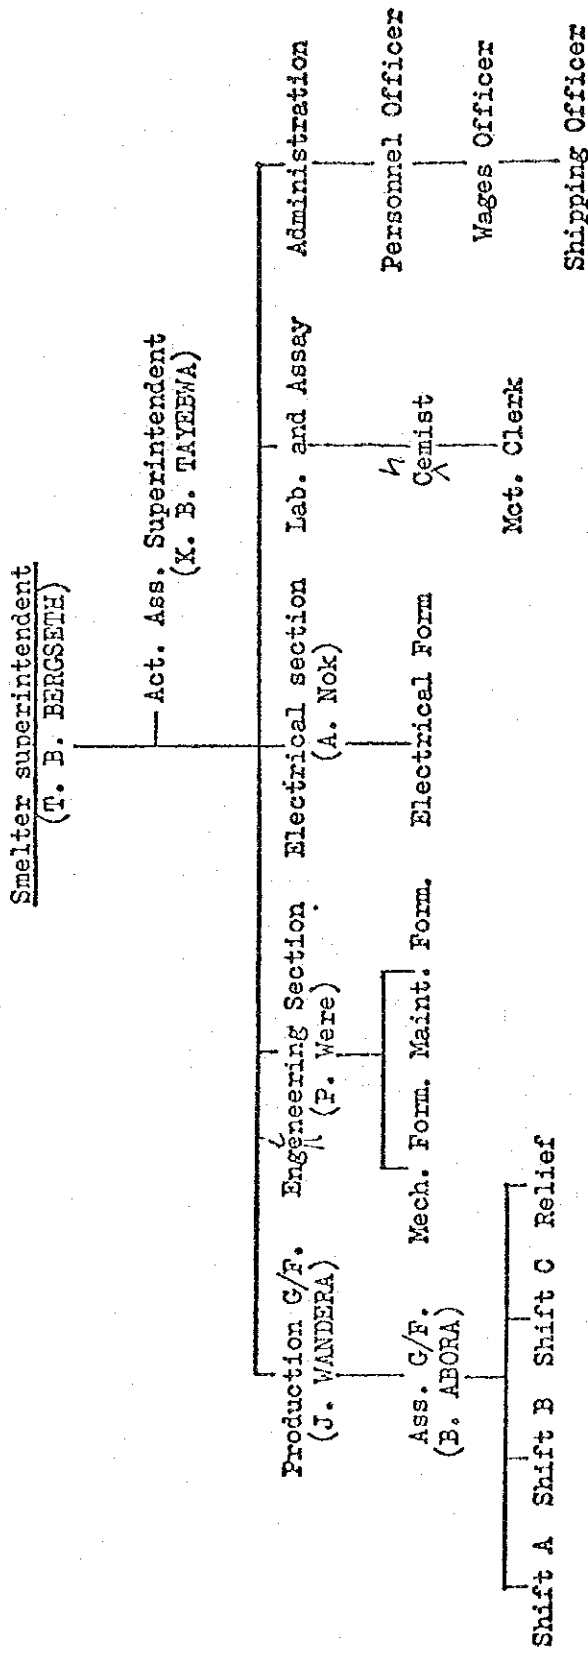 Smelter superintendent
(T. B. BERGSETH)
Act. Ass. Superintendent
(K. B. TAYEBWA)
Production G/F.
(J. WANDERA)
Engeneering Section
i
(P. Were)
Electrical section
(A. Nok)
Lab. and Assay
Administration
Ass. G/F.
(B. ABORA)
Mech. Form. Maint. Form.
Electrical Form
h
Cemist
Personnel Officer
Mct. Clerk
Wages Officer
Shipping Officer
Shift A Shift B Shift C Relief